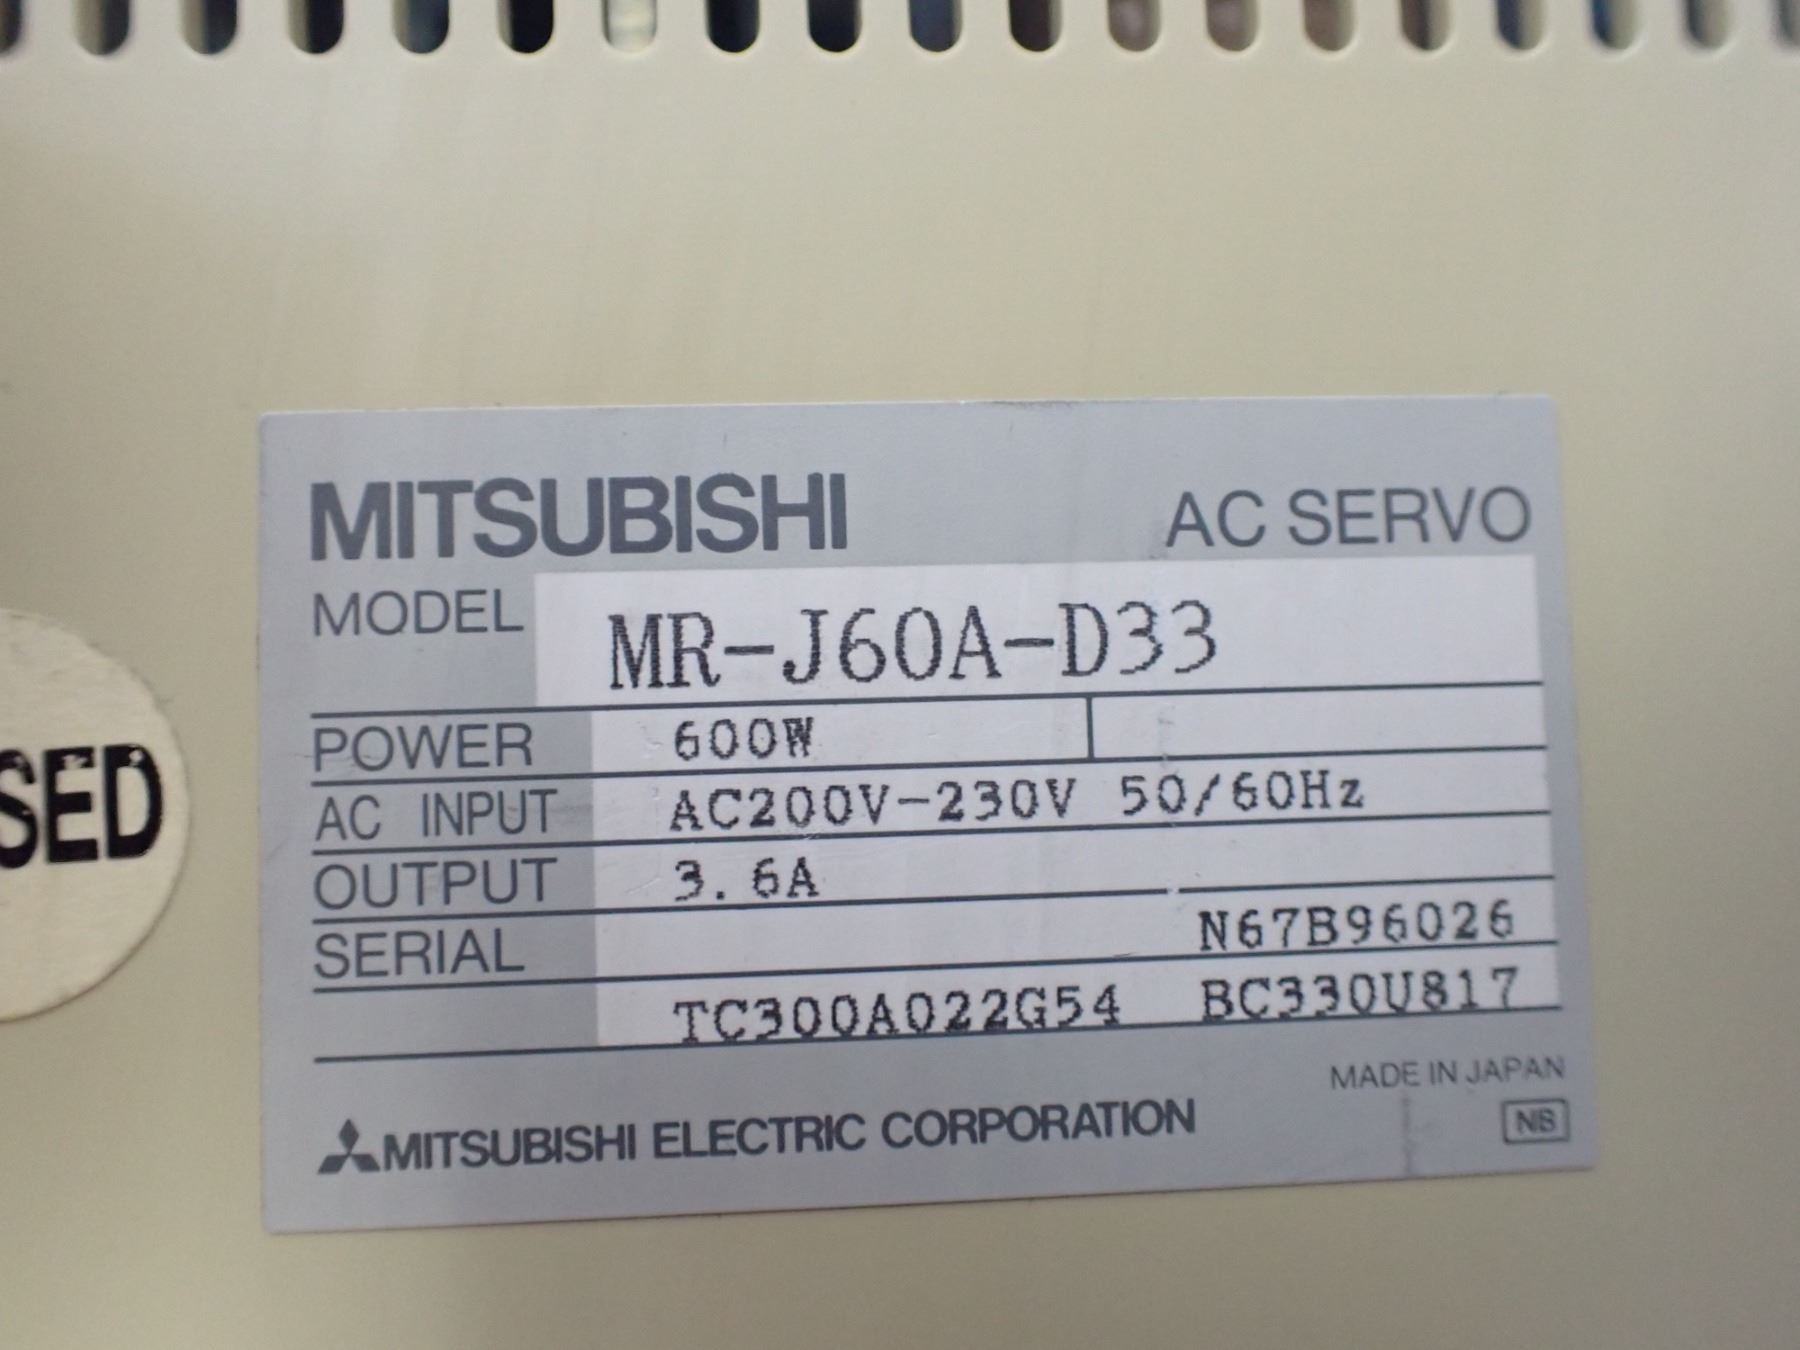 MITSUBISHI AC SERVO
MODEL MR-J60A-D33
POWER 600W
AC INPUT AC200V-230V 50/60Hz
OUTPUT 3.6A
SERIAL N67B96026
TC300A022G54 BC330U817
MADE IN JAPAN
MITSUBISHI ELECTRIC CORPORATION
SED